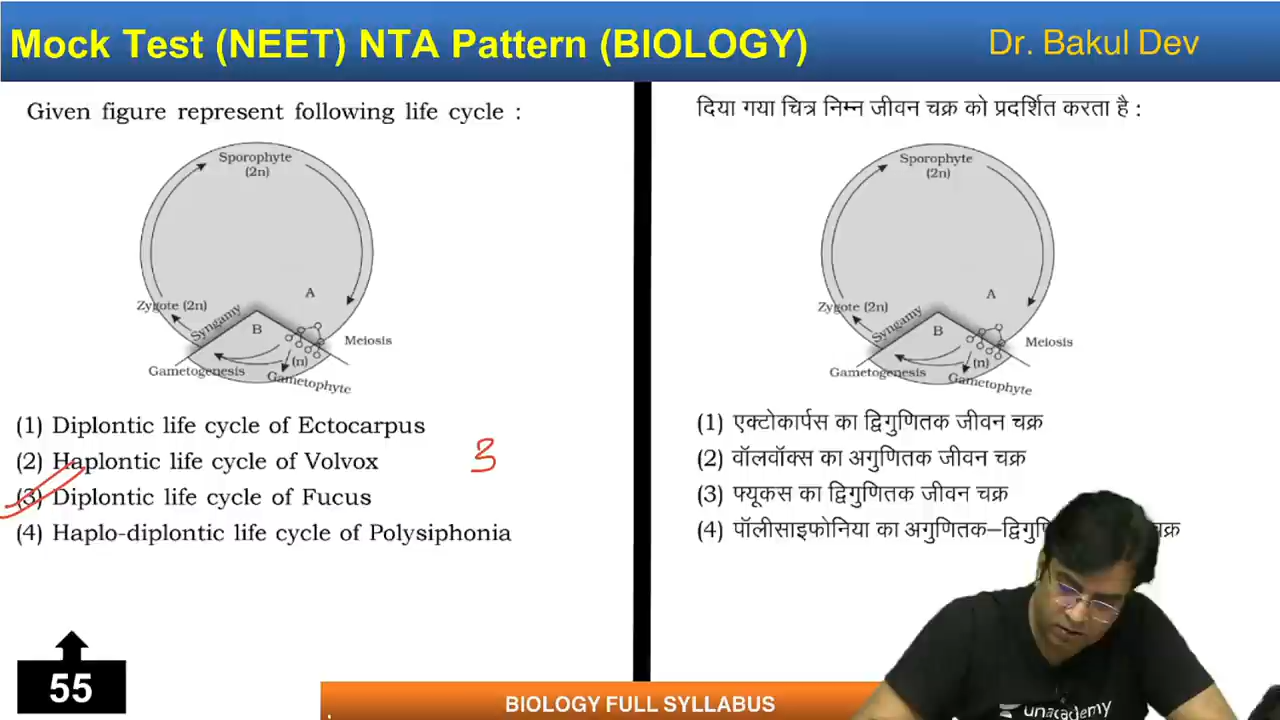 Mock Test (NEET) NTA Pattern (BIOLOGY)
Dr. Bakul Dev
Given figure represent following life cycle :
Sporophyte
(2n)
A
Zygote (2n)
Syngamy
B
Meiosis
(n)
Gametogenesis
Gametophyte
(1) Diplontic life cycle of Ectocarpus
(2) Haplontic life cycle of Volvox
3
(3) Diplontic life cycle of Fucus
(4) Haplo-diplontic life cycle of Polysiphonia
दिया गया चित्र निम्न जीवन चक्र को प्रदर्शित करता है :
Sporophyte
(2n)
A
Zygote (2n)
Syngamy
B
Meiosis
(n)
Gametogenesis
Gametophyte
(1) एक्टोकार्पस का द्विगुणितक जीवन चक्र
(2) वॉलवॉक्स का अगुणितक जीवन चक्र
(3) फ्यूकस का द्विगुणितक जीवन चक्र
(4) पॉलीसाइफोनिया का अगुणितक–
55
BIOLOGY FULL SYLLABUS
unacademy